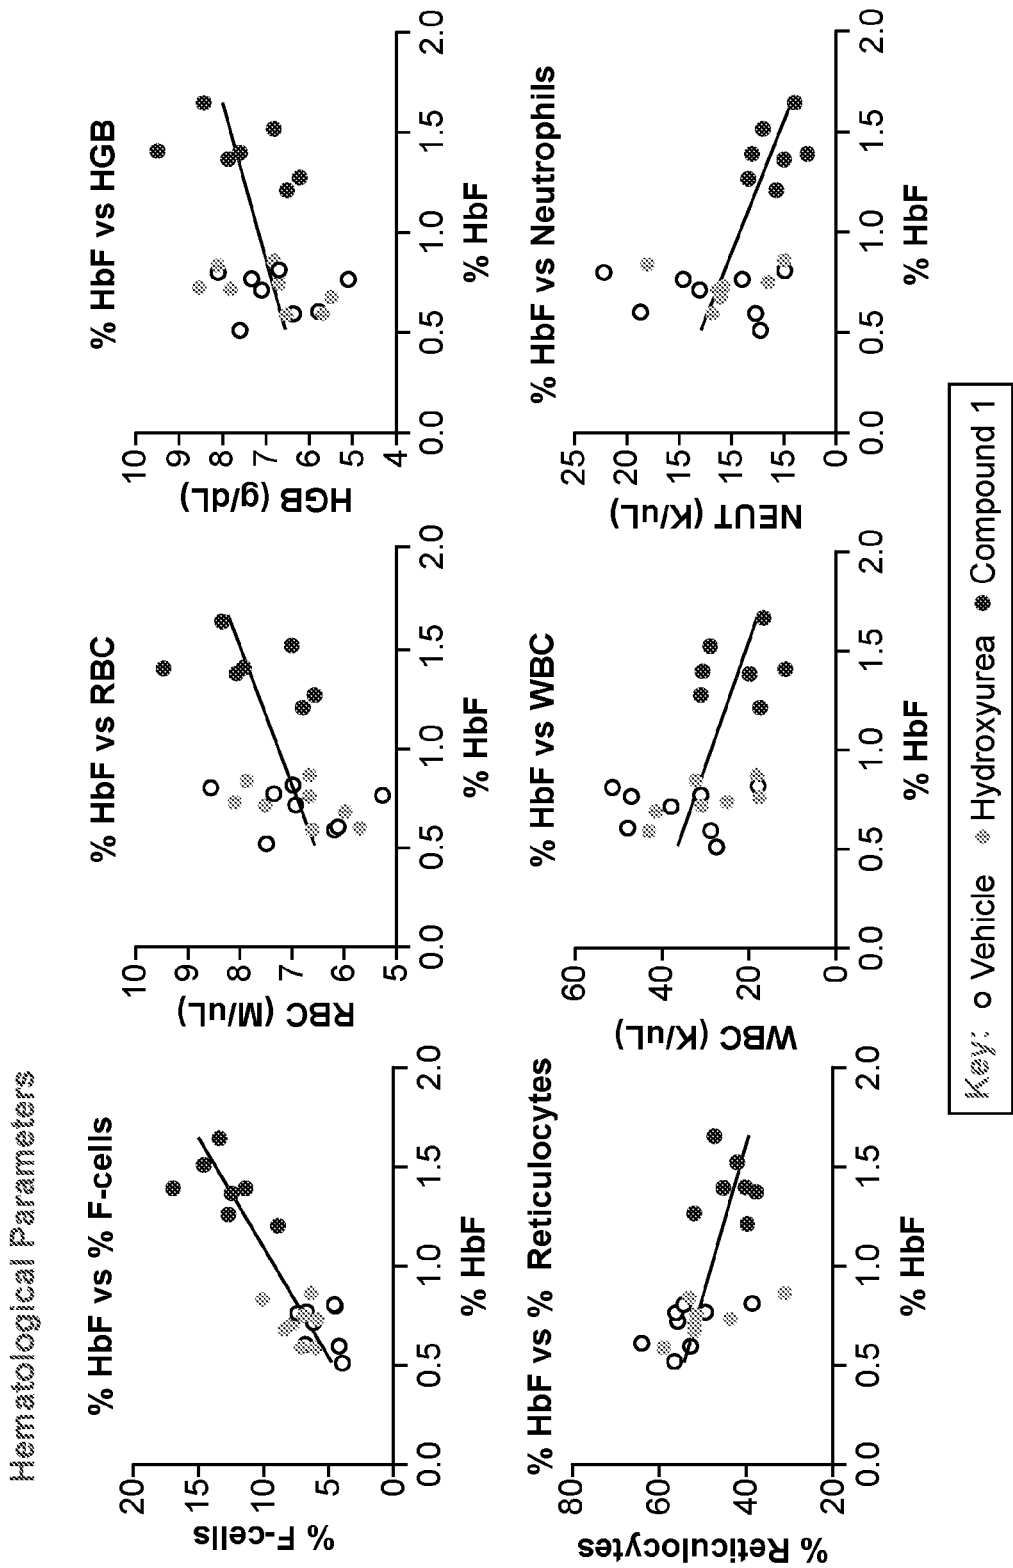 Hematological Parameters
% HbF vs % F-cells
% F-cells
20
15
10
5
0
0.0 0.5 1.0 1.5 2.0
% HbF
% HbF vs RBC
RBC (M/uL)
10
9
8
7
6
5
0.0 0.5 1.0 1.5 2.0
% HbF
% HbF vs HGB
HGB (g/dL)
10
9
8
7
6
5
4
0.0 0.5 1.0 1.5 2.0
% HbF
% HbF vs % Reticulocytes
% Reticulocytes
80
60
40
20
0.0 0.5 1.0 1.5 2.0
% HbF
% HbF vs WBC
WBC (K/uL)
60
40
20
0
0.0 0.5 1.0 1.5 2.0
% HbF
% HbF vs Neutrophils
NEUT (K/uL)
25
20
15
15
15
0
0.0 0.5 1.0 1.5 2.0
% HbF
Key: Vehicle Hydroxyurea Compound 1